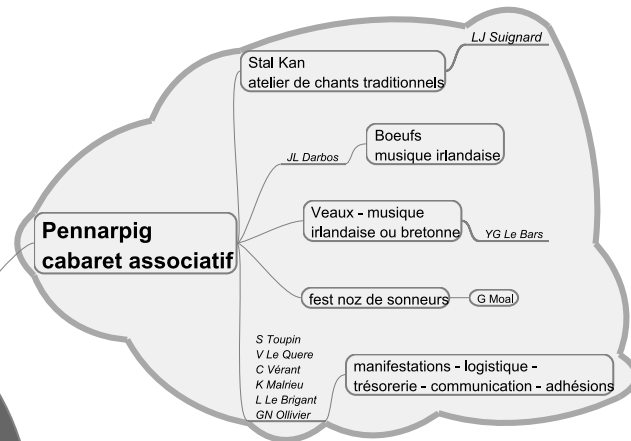 LJ Suignard
Stal Kan
atelier de chants traditionnels
Boeufs
musique irlandaise
JL Darbos
Veaux - musique
irlandaise ou bretonne
YG Le Bars
Pennarpig
cabaret associatif
fest noz de sonneurs
G Moal
S Toupin
V Le Quere
C Vérant
K Malrieu
L Le Brigant
GN Ollivier
manifestations - logistique -
trésorerie - communication - adhésions